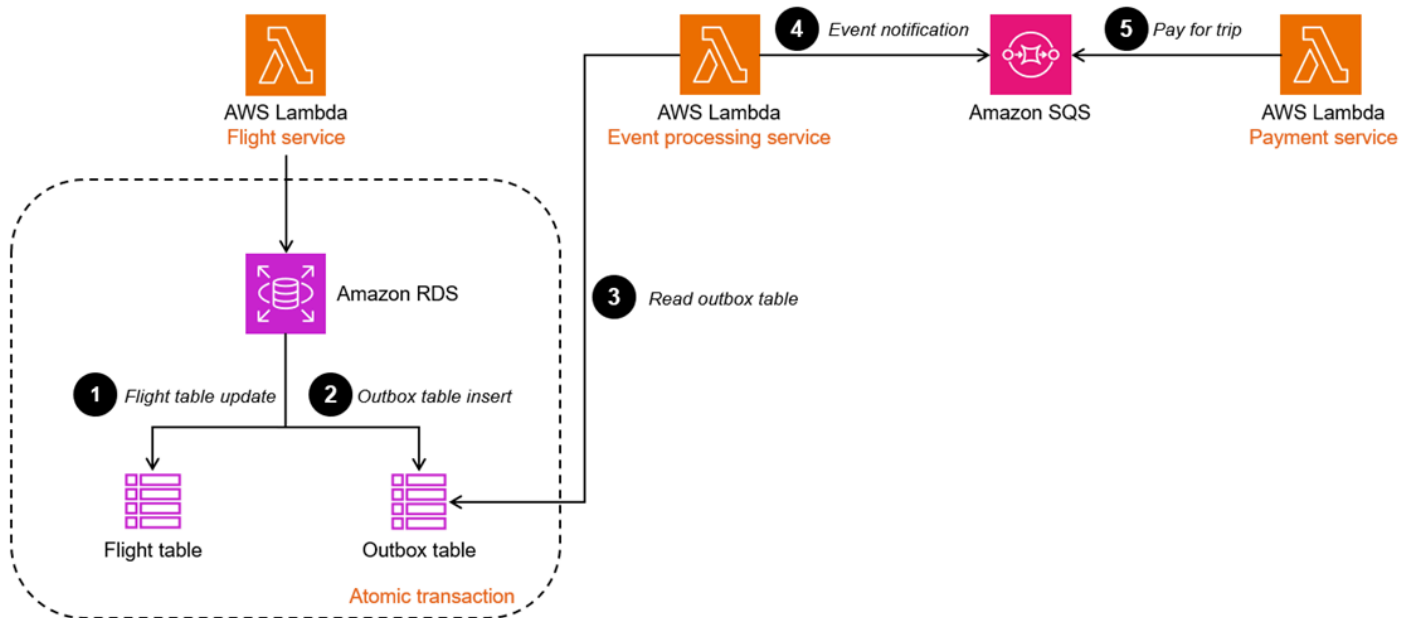 4 Event notification
5 Pay for trip
AWS Lambda
Flight service
AWS Lambda
Event processing service
Amazon SQS
AWS Lambda
Payment service
Amazon RDS
3 Read outbox table
1 Flight table update
2 Outbox table insert
Flight table
Outbox table
Atomic transaction